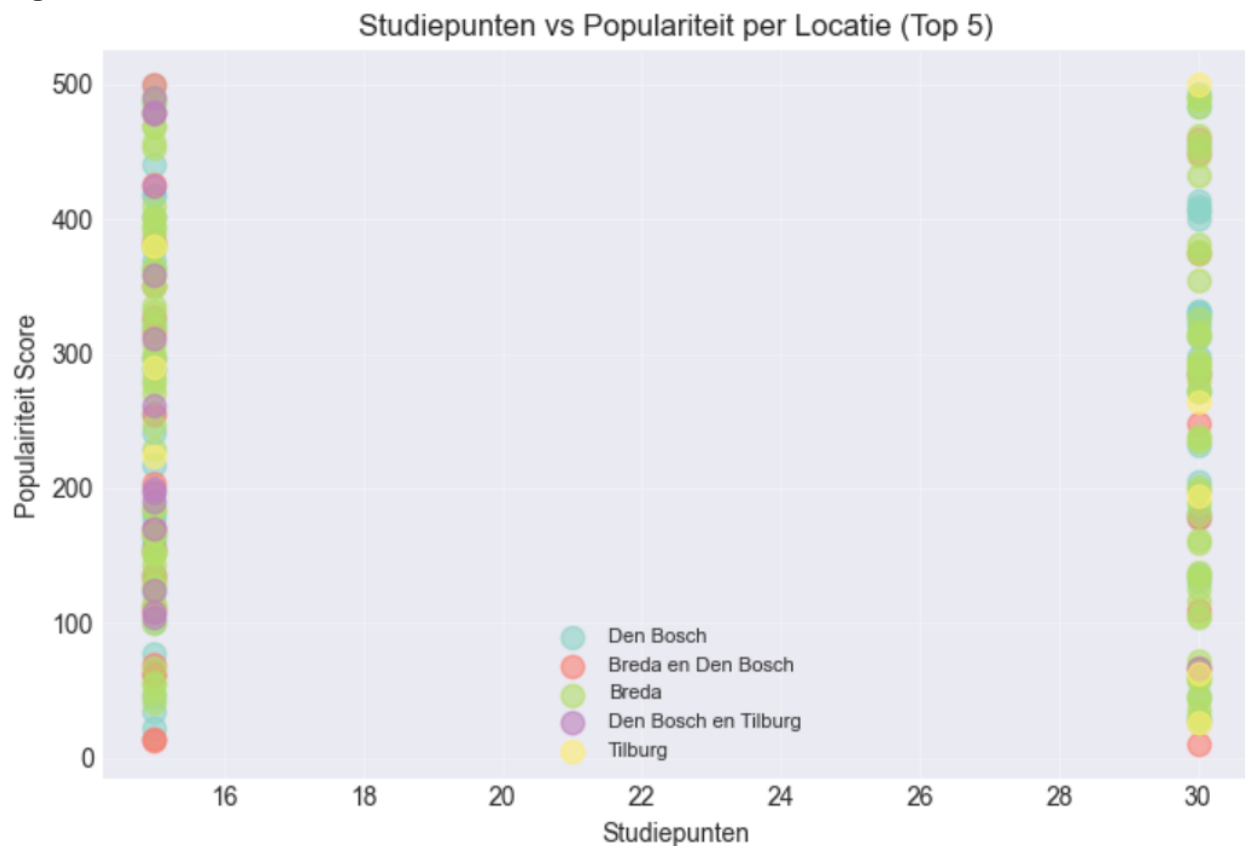 Studiepunten vs Populariteit per Locatie (Top 5)
500
400
300
200
100
0
Populairiteit Score
Den Bosch
Breda en Den Bosch
Breda
Den Bosch en Tilburg
Tilburg
16 18 20 22 24 26 28 30
Studiepunten